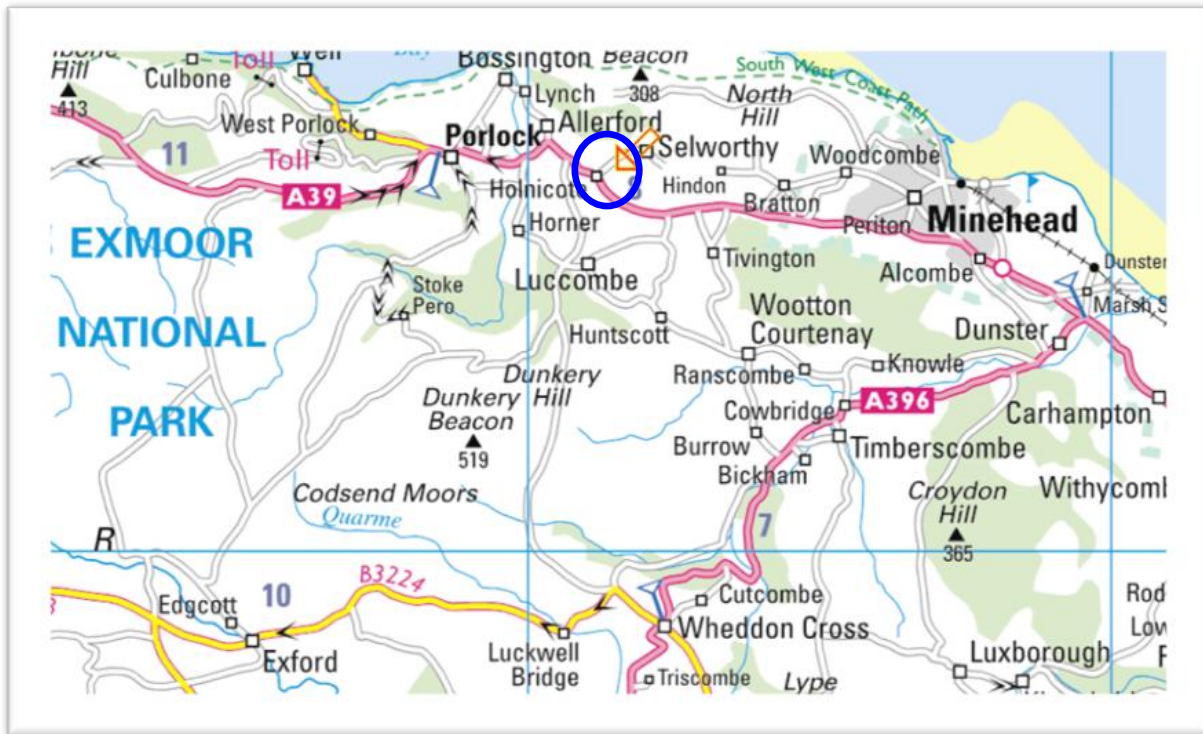 Hill
413
Culbone
Toll
Bossington
Beacon
308
Lynch
South West Coast Path
North
Hill
West Porlock
Porlock
Allerford
Selworthy
Woodcombe
11
Toll
A39
Holnicote
Hindon
Bratton
Periton
Minehead
EXMOOR
NATIONAL
PARK
Horner
Luccombe
Tivington
Alcombe
Dunster
Marsh S
Stoke
Pero
Huntscott
Wootton
Courtenay
Dunster
Knowle
Ranscombe
Dunkery
Hill
Dunkery
Beacon
519
Cowbridge
A396
Carhampton
Burrow
Timberscombe
Bickham
Codsend Moors
Quarme
7
Croydon
Hill
365
Withycomb
R
B3224
10
Edgcott
Exford
Cutcombe
Wheddon Cross
Luckwell
Bridge
Triscombe
Lype
Luxborough
Rod
Low